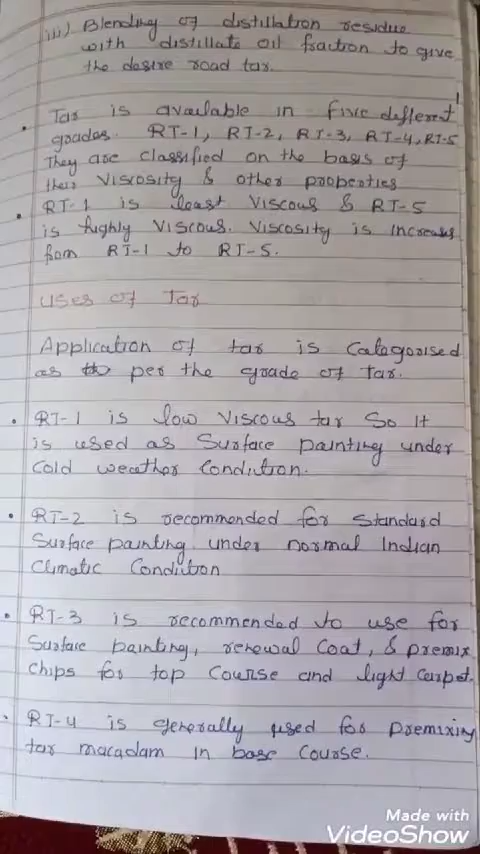 iii) Blending of distillation residue
with distillate oil fraction to give
the desire road tar.
• Tar is available in five different
grades. RT-1, RT-2, RT-3, RT-4, RT-5
They are classified on the basis of
their viscosity & other properties
• RT-1 is least viscous & RT-5
is highly viscous. Viscosity is increases
from RT-1 to RT-5.
Uses of Tar
Application of tar is Categorised
as per the grade of tar.
• RT-1 is low viscous tar So It
is used as Surface painting under
Cold weather Condition.
• RT-2 is recommended for Standard
Surface painting under normal Indian
Climatic Condition
• RT-3 is recommended to use for
Surface painting, renewal Coat, & premix
Chips for top Course and light Carpet.
• RT-4 is generally used for premixing
tar macadam in base Course.
Made with
VideoShow